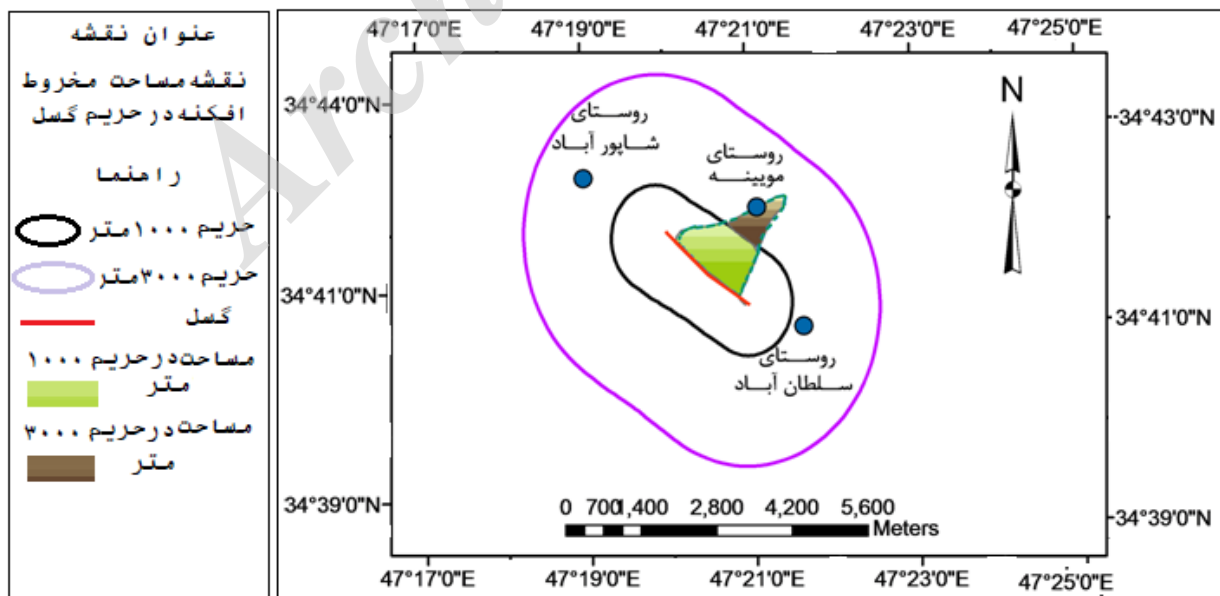 عنوان نقشه
نقشه مساحت مخروط
افکنه در حریم گسل
راهنما
حریم ۱۰۰۰ متر
حریم ۳۰۰۰ متر
گسل
مساحت در حریم ۱۰۰۰
متر
مساحت در حریم ۳۰۰۰
متر
47°17'0"E 47°19'0"E 47°21'0"E 47°23'0"E 47°25'0"E
34°44'0"N
34°43'0"N
روستای
شاپور آباد
روستای
مویینه
N
34°41'0"N
34°41'0"N
روستای
سلطان آباد
34°39'0"N
34°39'0"N
0 700 1,400 2,800 4,200 5,600
Meters
47°17'0"E 47°19'0"E 47°21'0"E 47°23'0"E 47°25'0"E